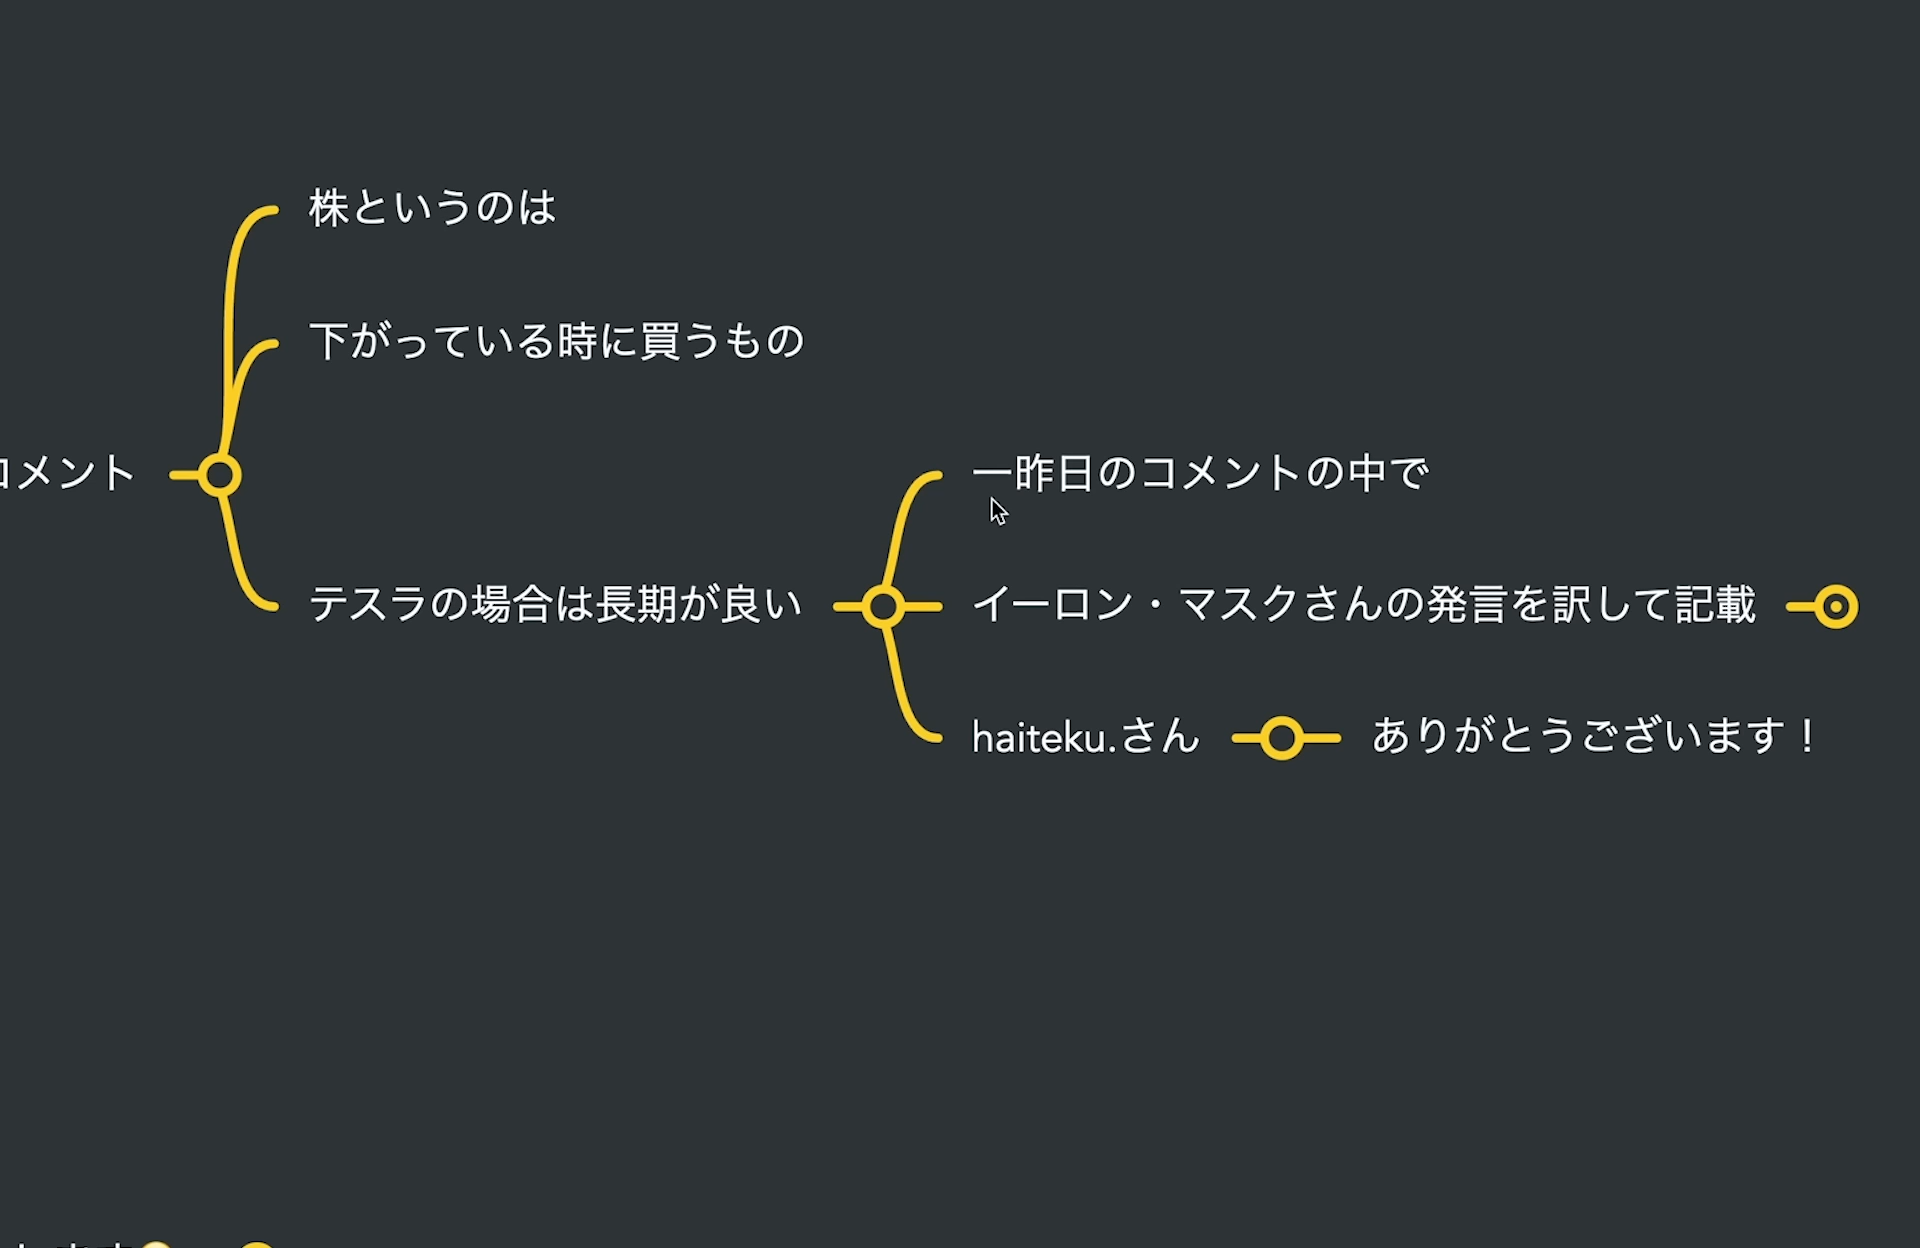 株というのは
下がっている時に買うもの
コメント
一昨日のコメントの中で
テスラの場合は長期が良い
イーロン・マスクさんの発言を訳して記載
haiteku.さん
ありがとうございます！